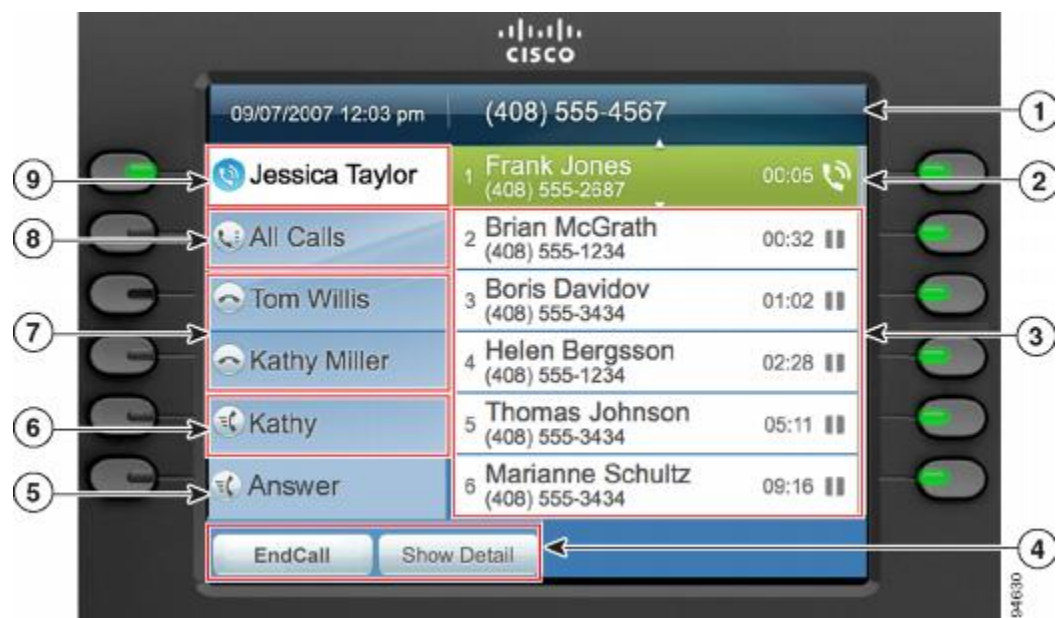 CISCO
09/07/2007 12:03 pm (408) 555-4567 1
9 Jessica Taylor 1 Frank Jones 00:05 2
(408) 555-2687
8 All Calls 2 Brian McGrath 00:32
(408) 555-1234
Tom Willis 3 Boris Davidov 01:02
(408) 555-3434
7 3
Kathy Miller 4 Helen Bergsson 02:28
(408) 555-1234
6 Kathy 5 Thomas Johnson 05:11
(408) 555-3434
5 Answer 6 Marianne Schultz 09:16
(408) 555-3434
EndCall Show Detail 4
94630